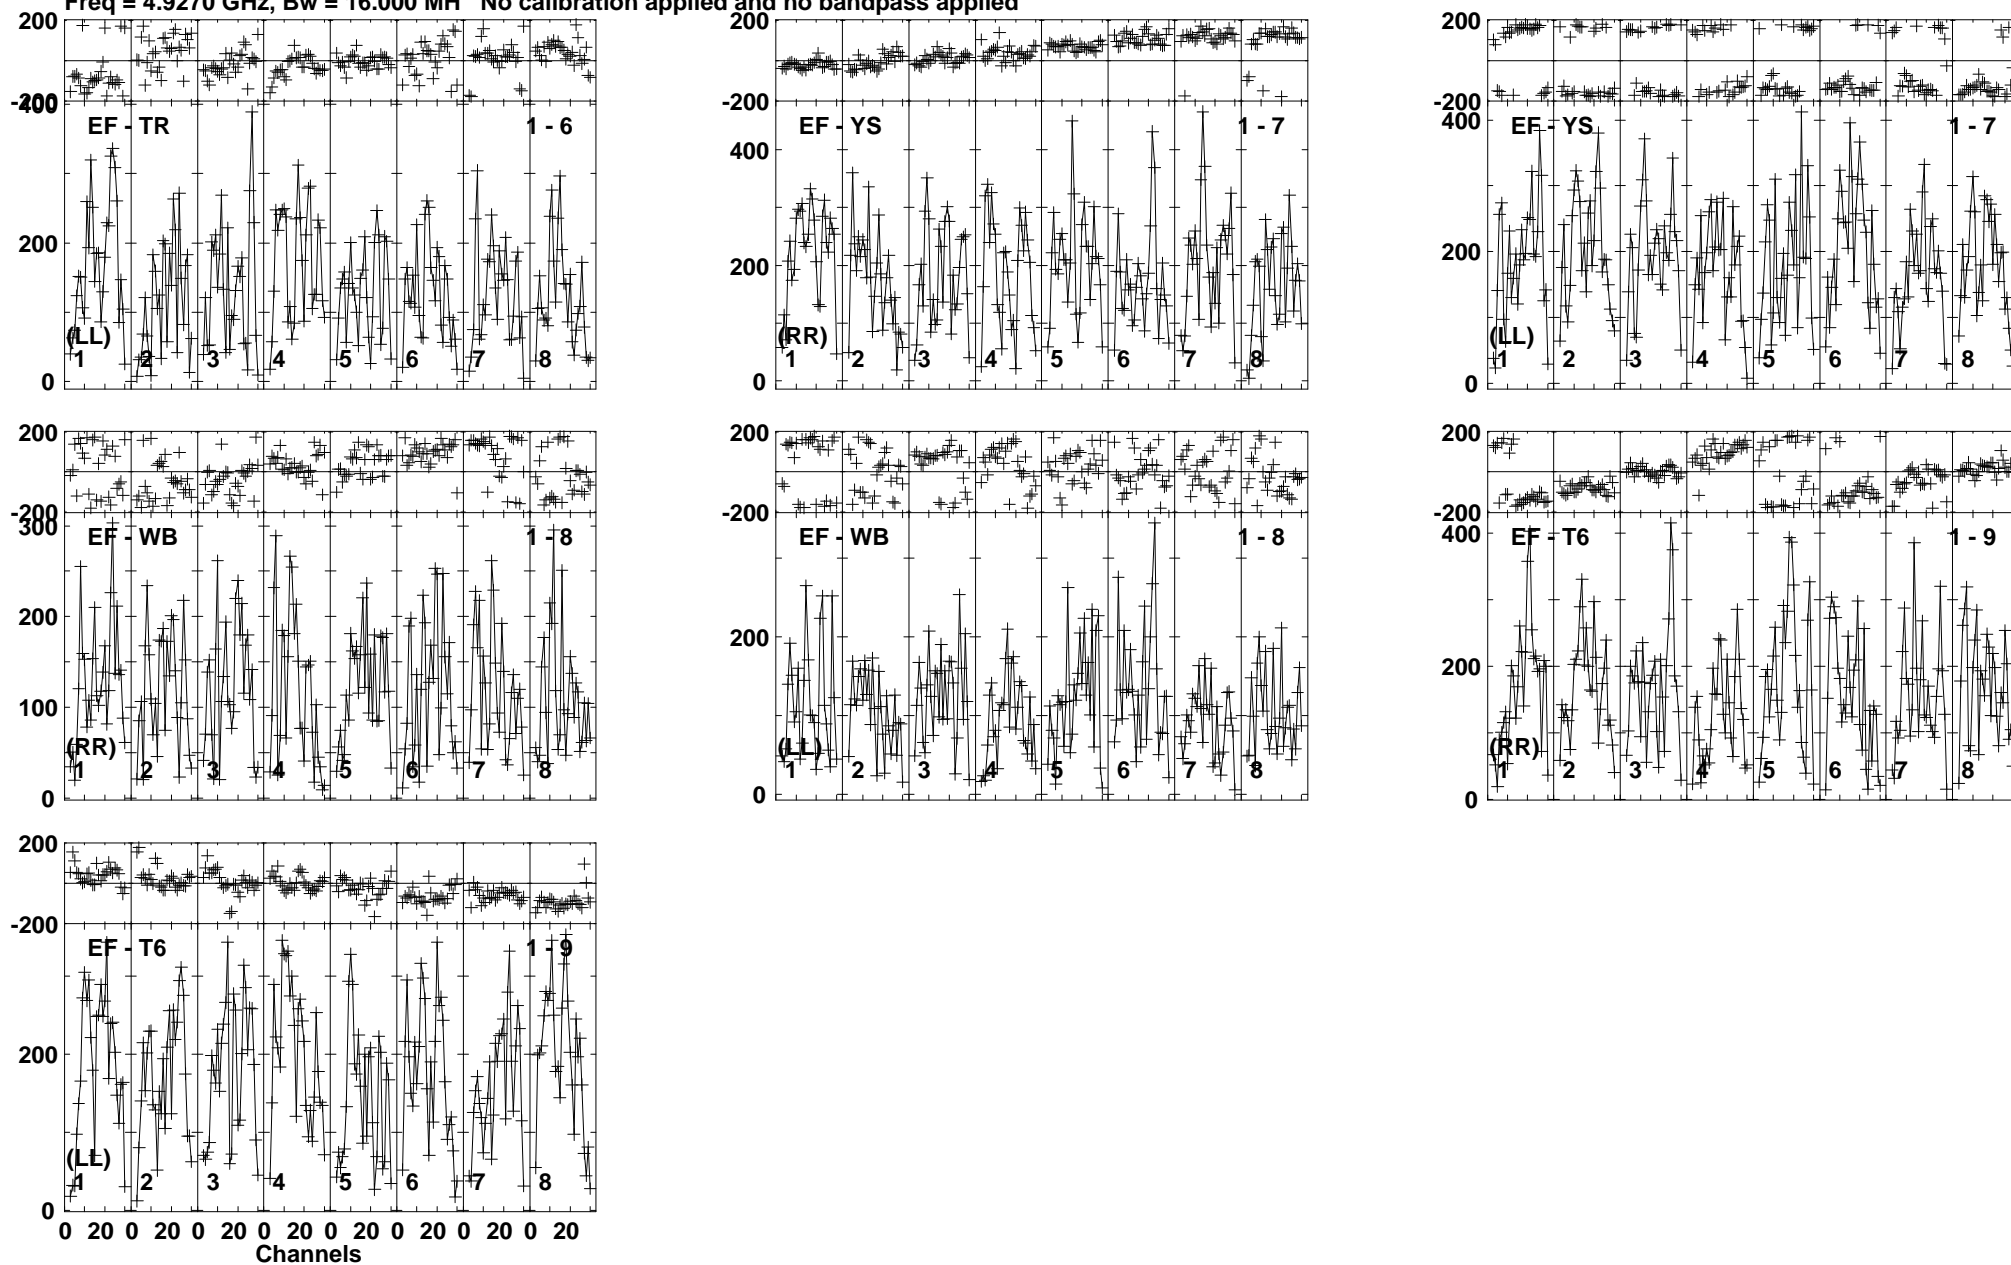 Freq = 4.9270 GHz, Bw = 16.000 MH No calibration applied and no bandpass applied
200 200 200
-200 -200 -200
400
EF - TR 1 - 6 EF - YS 1 - 7 EF - YS 1 - 7
400 400
200 200 200
(LL) (RR) (LL)
1 2 3 4 5 6 7 8 1 2 3 4 5 6 7 8 1 2 3 4 5 6 7 8
0 0 0
200 200 200
-200 -200 -200
300
EF - WB 1 - 8 EF - WB 1 - 8 EF - T6 1 - 9
400
200 200 200
100
(RR) (LL) (RR)
1 2 3 4 5 6 7 8 1 2 3 4 5 6 7 8 1 2 3 4 5 6 7 8
0 0 0
200
-200
EF - T6 1 - 9
200
(LL)
1 2 3 4 5 6 7 8
0
0 20 0 20 0 20 0 20 0 20 0 20 0 20 0 20
Channels